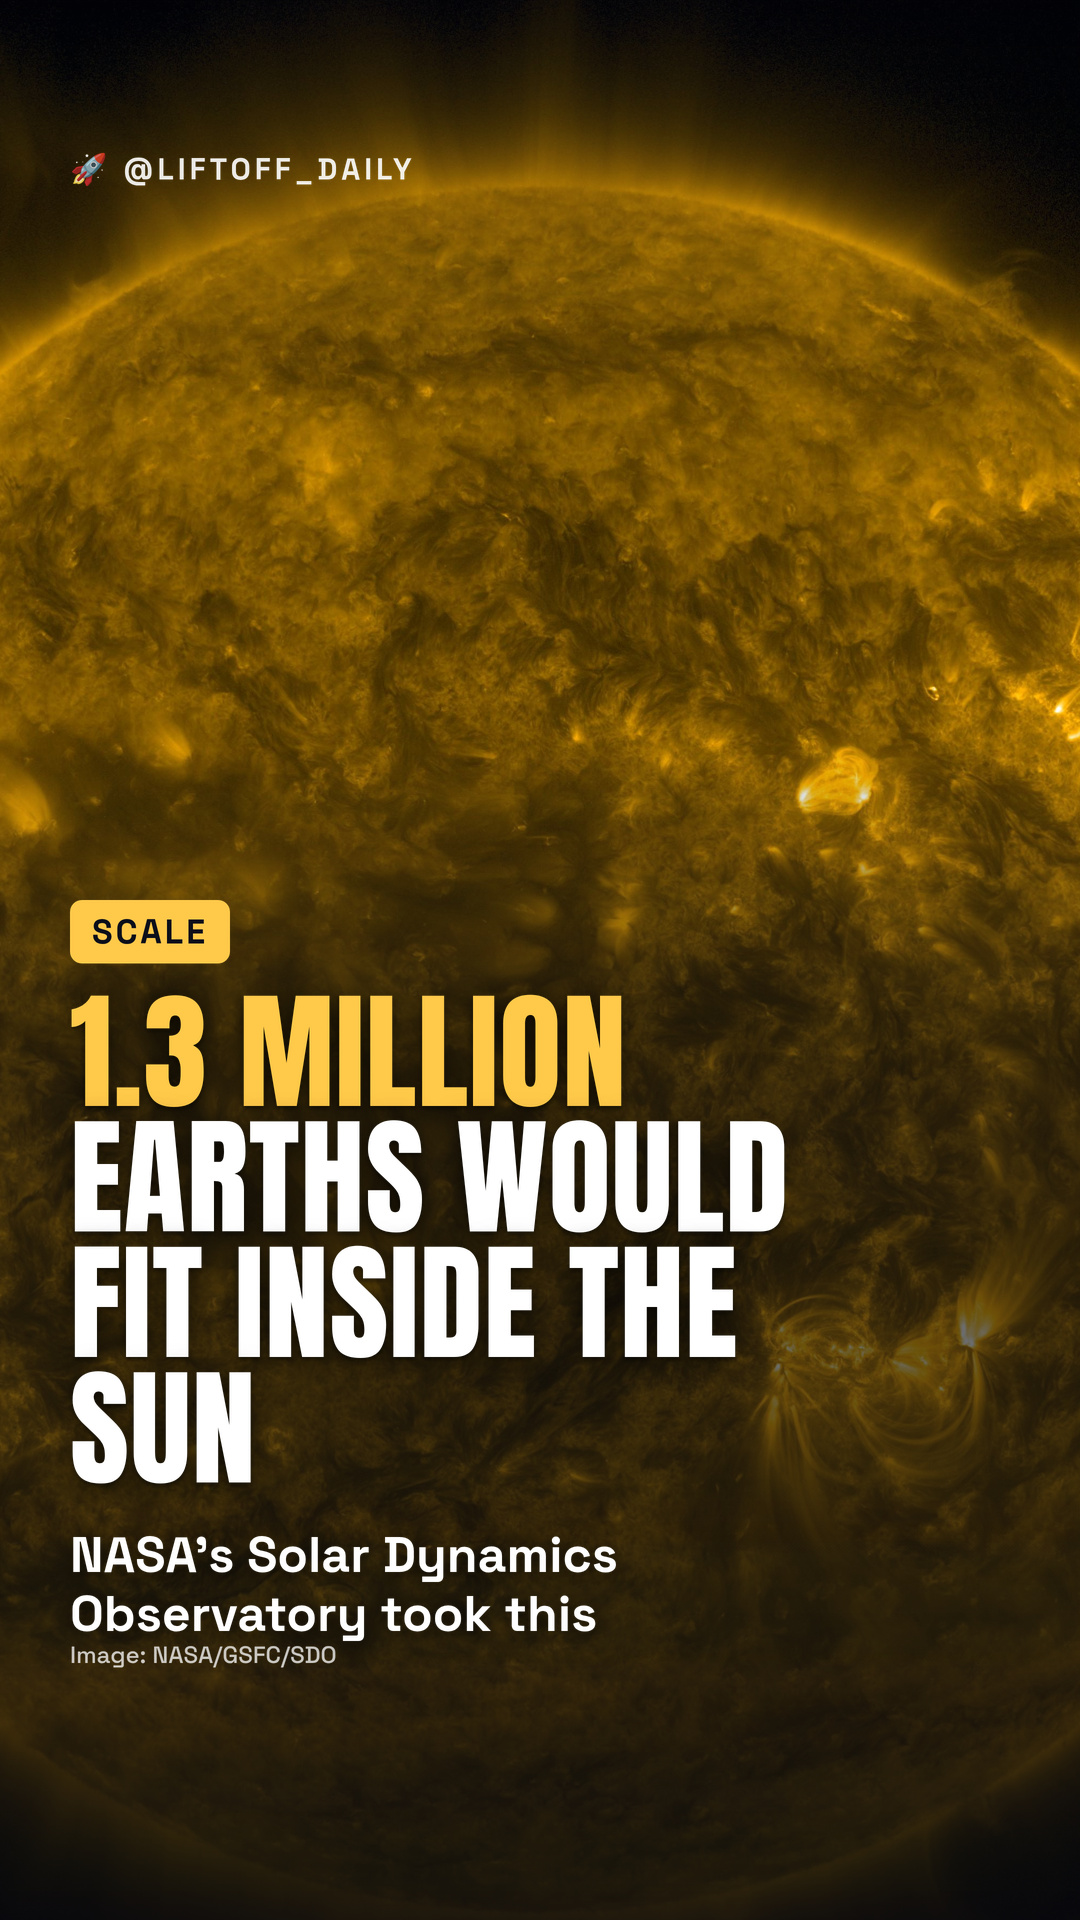 🚀 @LIFTOFF_DAILY
SCALE
1.3 MILLION
EARTHS WOULD
FIT INSIDE THE
SUN
NASA's Solar Dynamics
Observatory took this
Image: NASA/GSFC/SDO